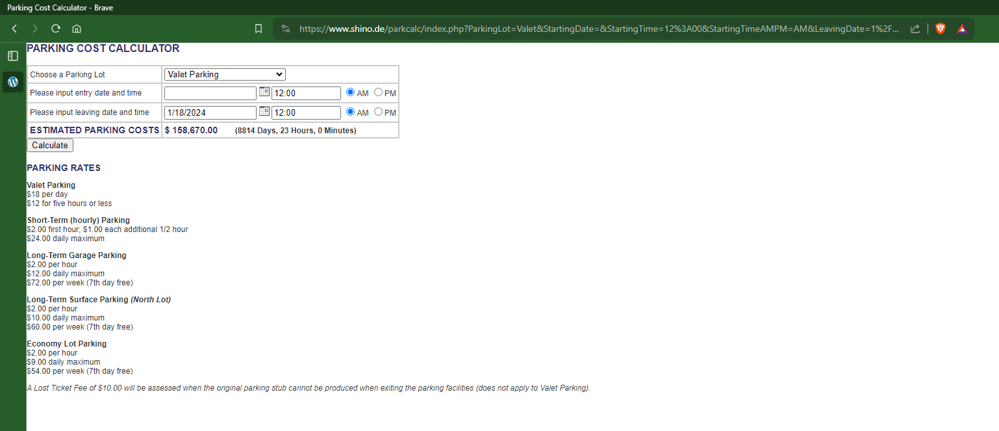 Parking Cost Calculator - Brave
https://www.shino.de/parkcalc/index.php?ParkingLot=Valet&StartingDate=&StartingTime=12%3A00&StartingTimeAMPM=AM&LeavingDate=1%2F...
PARKING COST CALCULATOR
Choose a Parking Lot Valet Parking
Please input entry date and time 12:00 AM PM
Please input leaving date and time 1/18/2024 12:00 AM PM
ESTIMATED PARKING COSTS $ 158,670.00 (8814 Days, 23 Hours, 0 Minutes)
Calculate
PARKING RATES
Valet Parking
$18 per day
$12 for five hours or less
Short-Term (hourly) Parking
$2.00 first hour; $1.00 each additional 1/2 hour
$24.00 daily maximum
Long-Term Garage Parking
$2.00 per hour
$12.00 daily maximum
$72.00 per week (7th day free)
Long-Term Surface Parking (North Lot)
$2.00 per hour
$10.00 daily maximum
$60.00 per week (7th day free)
Economy Lot Parking
$2.00 per hour
$9.00 daily maximum
$54.00 per week (7th day free)
A Lost Ticket Fee of $10.00 will be assessed when the original parking stub cannot be produced when exiting the parking facilities (does not apply to Valet Parking).